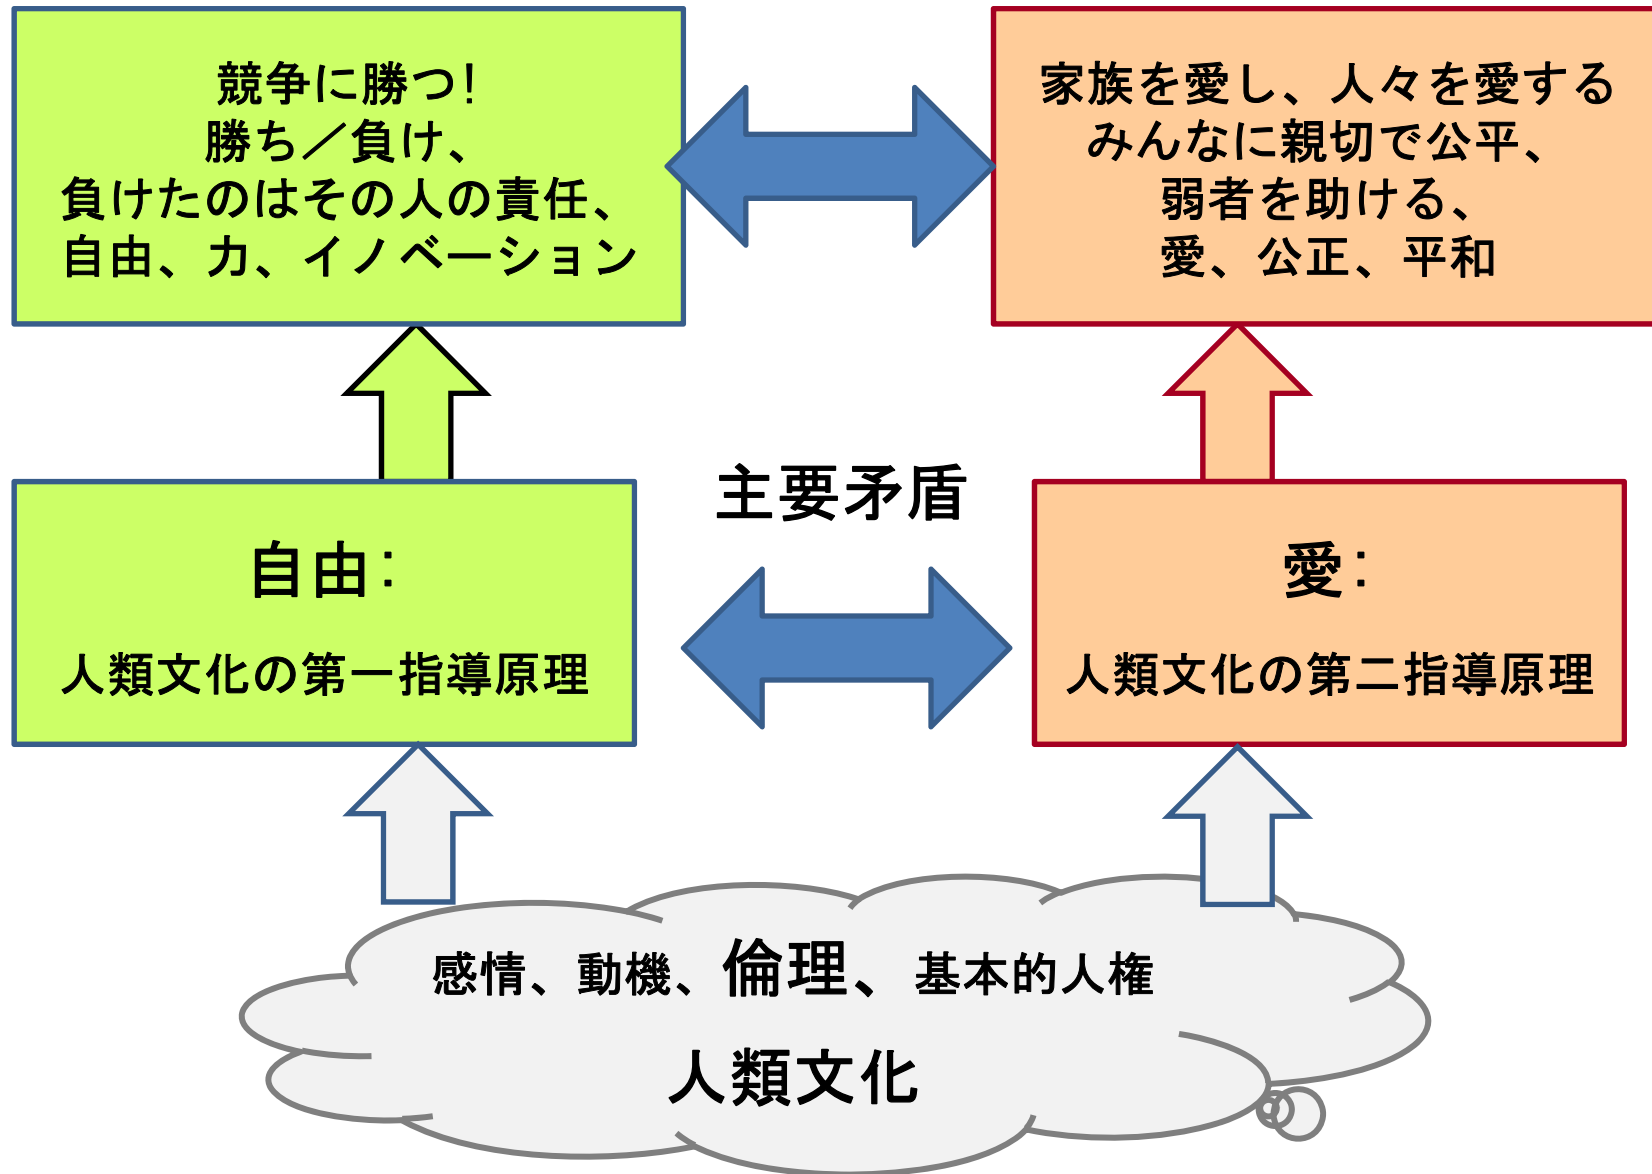 競争に勝つ!
勝ち／負け、
負けたのはその人の責任、
自由、力、イノベーション
家族を愛し、人々を愛する
みんなに親切で公平、
弱者を助ける、
愛、公正、平和
主要矛盾
自由：
人類文化の第一指導原理
愛：
人類文化の第二指導原理
感情、動機、倫理、基本的人権
人類文化